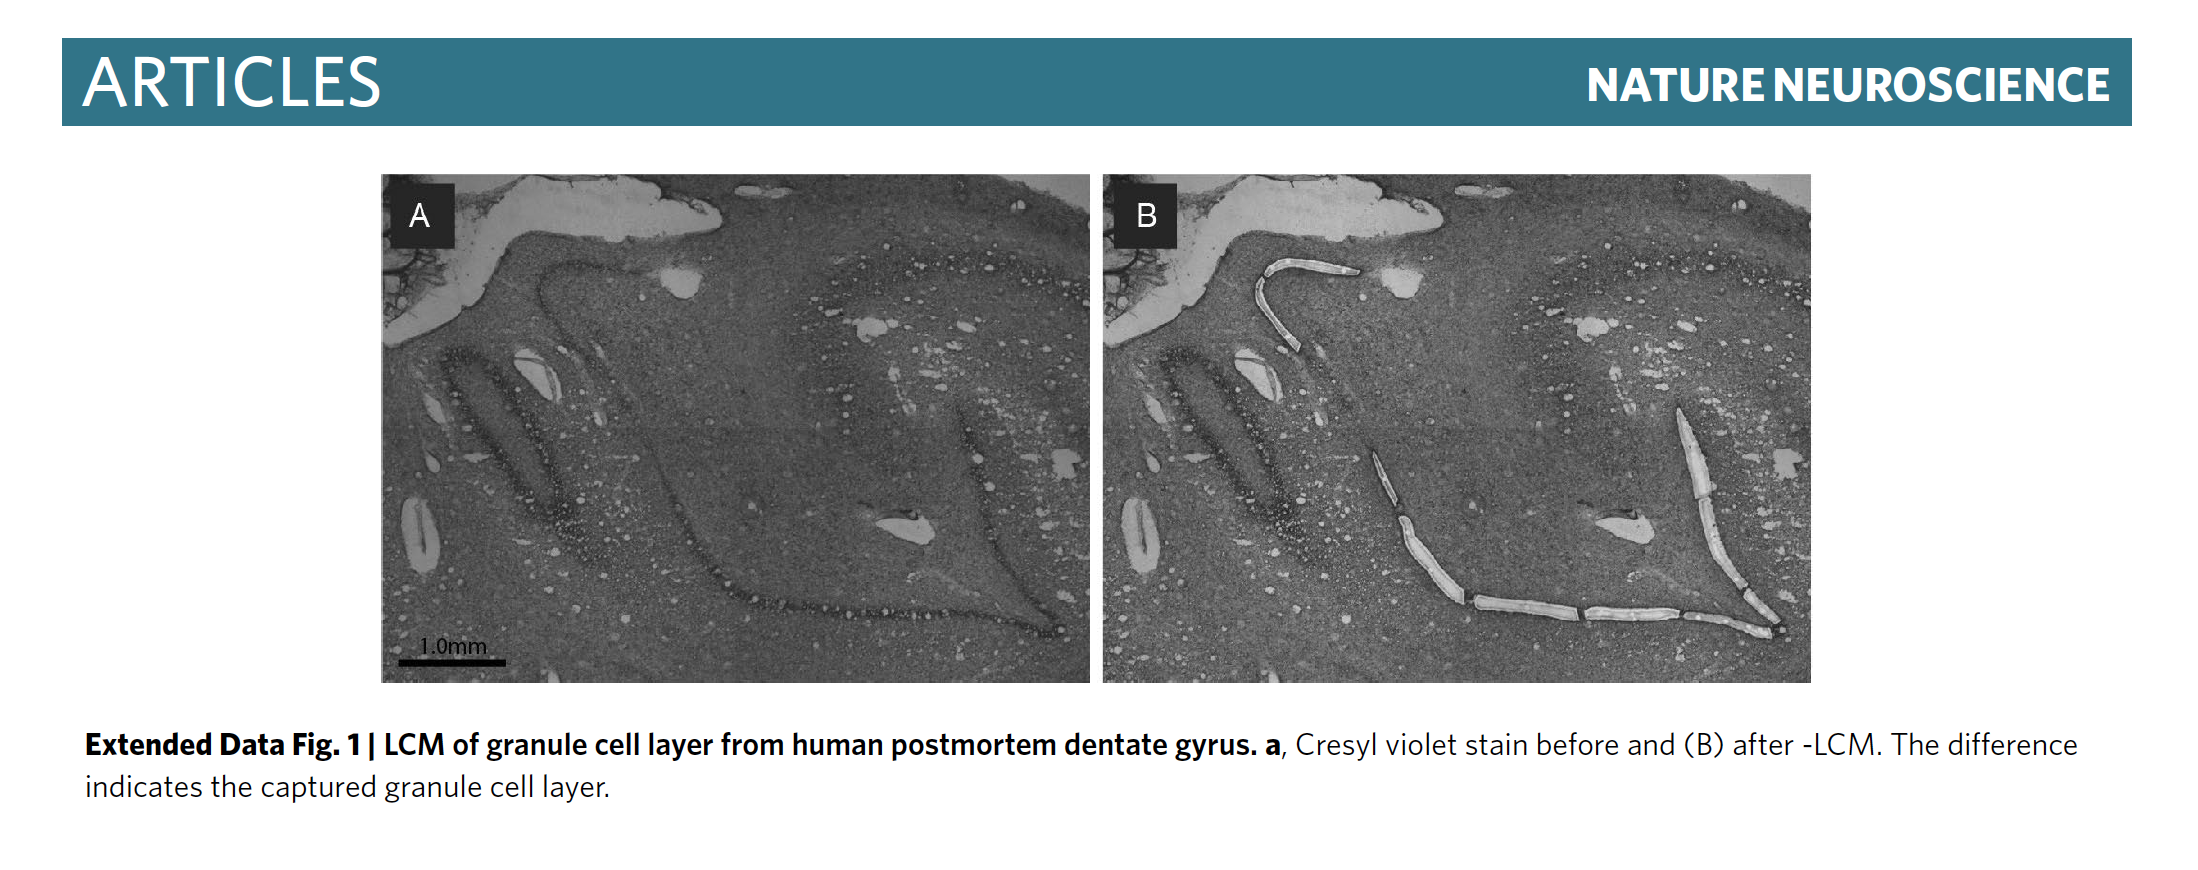 ARTICLES
NATURE NEUROSCIENCE
A
B
1.0mm
Extended Data Fig. 1 | LCM of granule cell layer from human postmortem dentate gyrus. a, Cresyl violet stain before and (B) after -LCM. The difference
indicates the captured granule cell layer.